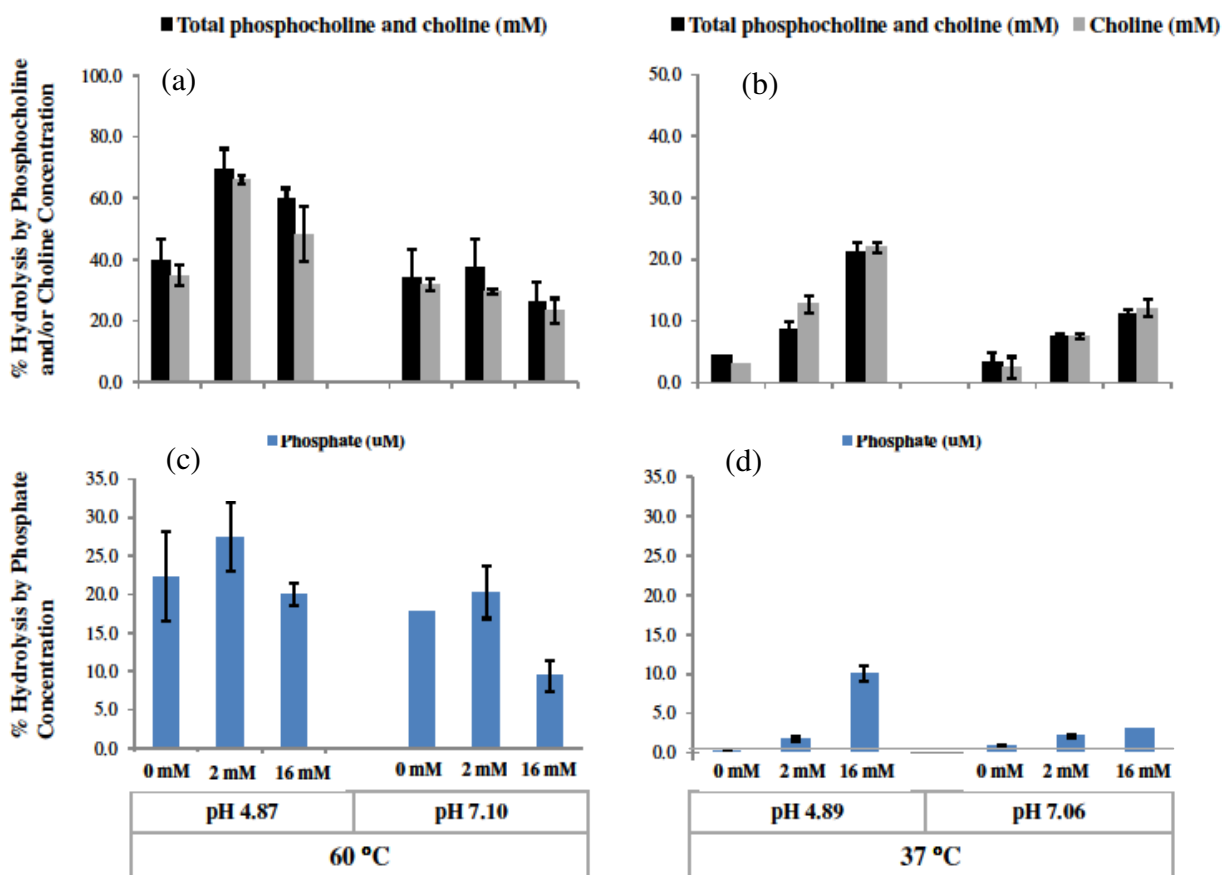 Total phosphocholine and choline (mM)
Total phosphocholine and choline (mM) Choline (mM)
% Hydrolysis by Phosphocholine
and/or Choline Concentration
(a)
100.0
80.0
60.0
40.0
20.0
0.0
(b)
50.0
40.0
30.0
20.0
10.0
0.0
% Hydrolysis by Phosphate
Concentration
Phosphate (uM)
(c)
35.0
30.0
25.0
20.0
15.0
10.0
5.0
0.0
0 mM 2 mM 16 mM 0 mM 2 mM 16 mM
pH 4.87 pH 7.10
60 °C
Phosphate (uM)
(d)
35.0
30.0
25.0
20.0
15.0
10.0
5.0
0.0
0 mM 2 mM 16 mM 0 mM 2 mM 16 mM
pH 4.89 pH 7.06
37 °C